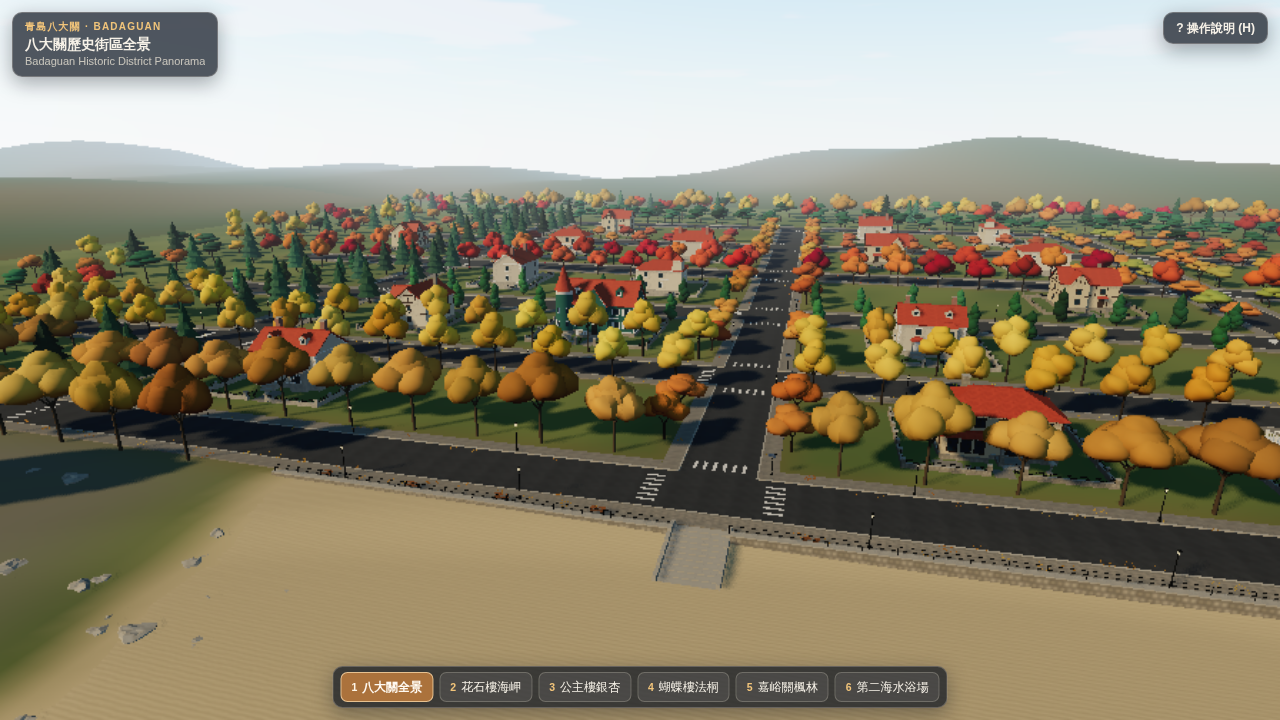 青島八大關 · BADAGUAN
八大關歷史街區全景
Badaguan Historic District Panorama
? 操作說明 (H)
1 八大關全景
2 花石樓海岬
3 公主樓銀杏
4 蝴蝶樓法桐
5 嘉峪關楓林
6 第二海水浴場